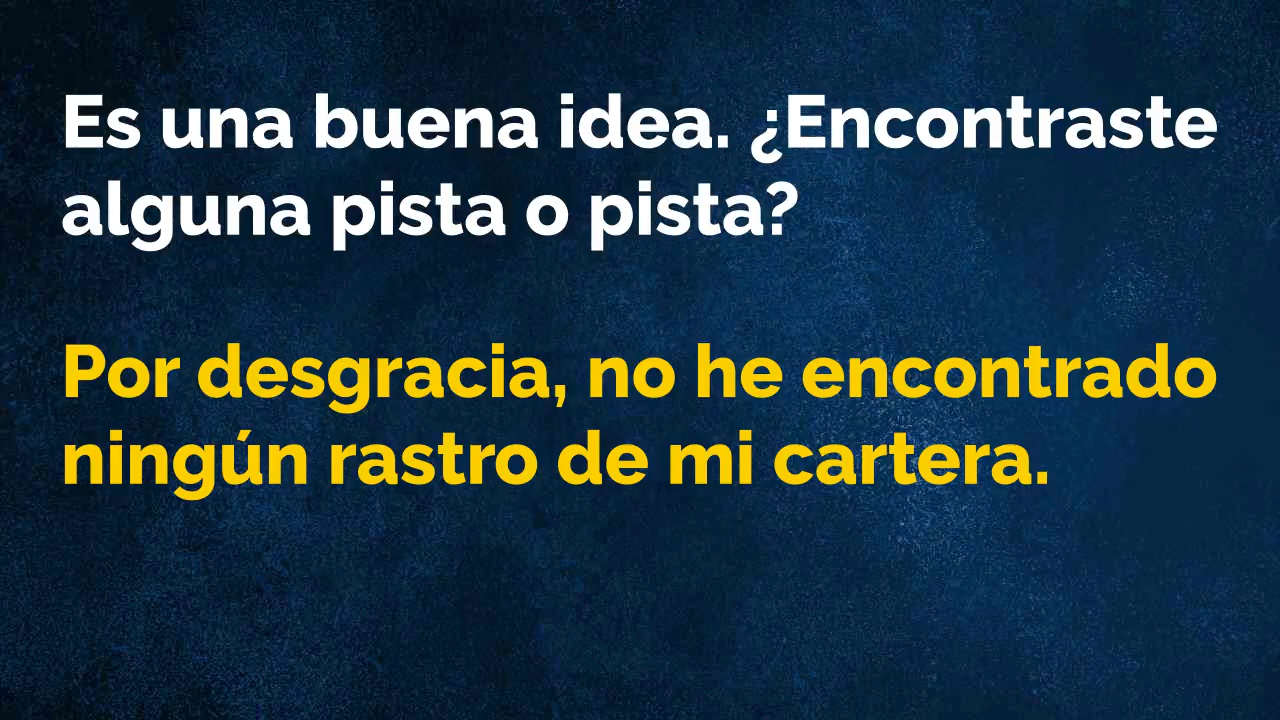 Es una buena idea. ¿Encontraste
alguna pista o pista?
Por desgracia, no he encontrado
ningún rastro de mi cartera.